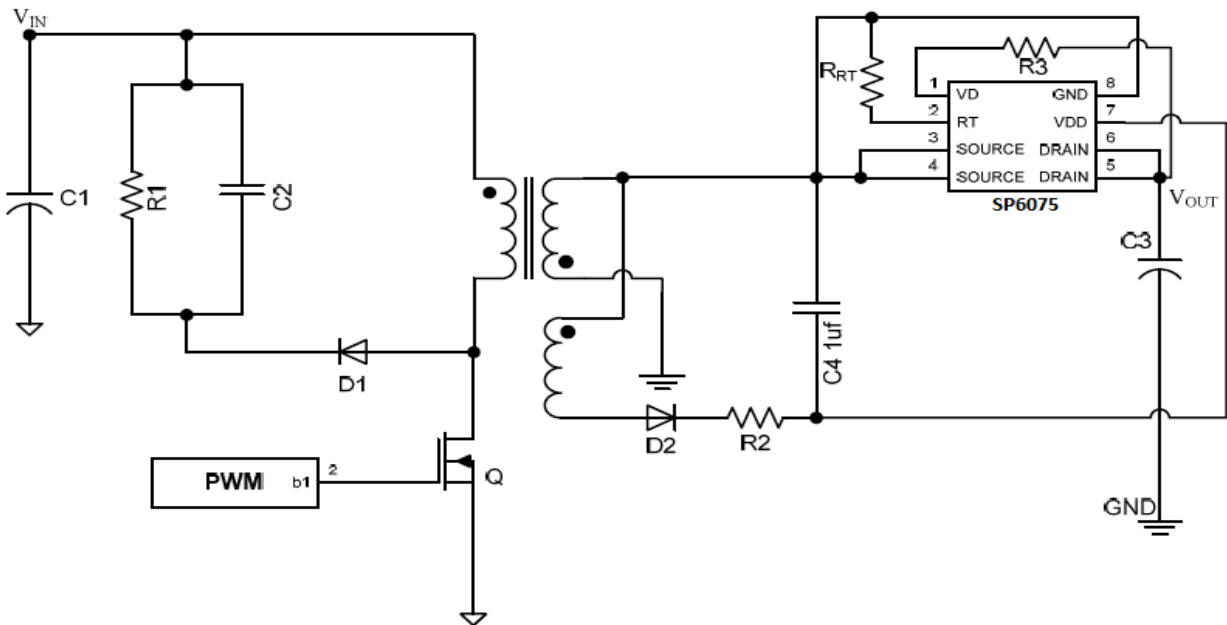 VIN
C1
R1
C2
D1
PWM b1
2
Q
D2
R2
C4 1uf
RRT
R3
1 VD GND 8
2 RT VDD 7
3 SOURCE DRAIN 6
4 SOURCE DRAIN 5
SP6075
VOUT
C3
GND